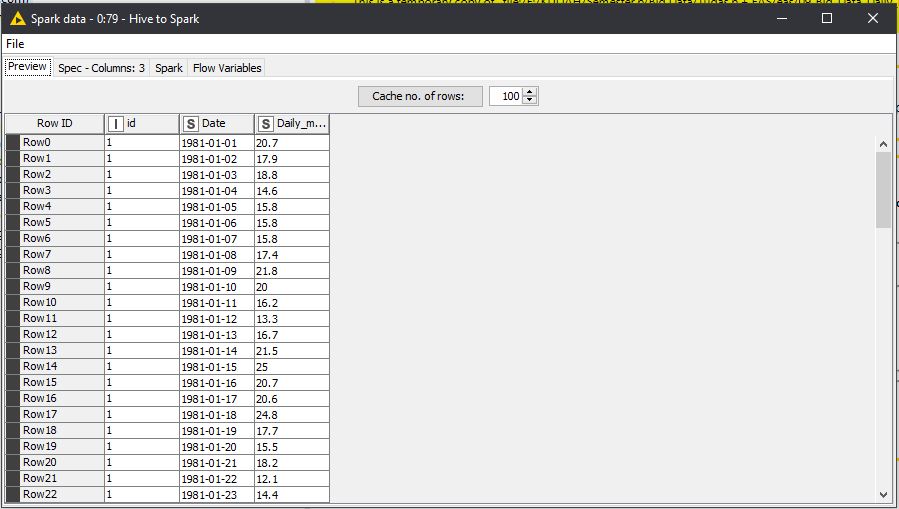 Spark data - 0:79 - Hive to Spark
File
Preview Spec - Columns: 3 Spark Flow Variables
Cache no. of rows: 100
Row ID I id S Date S Daily_m...
Row0 1 1981-01-01 20.7
Row1 1 1981-01-02 17.9
Row2 1 1981-01-03 18.8
Row3 1 1981-01-04 14.6
Row4 1 1981-01-05 15.8
Row5 1 1981-01-06 15.8
Row6 1 1981-01-07 15.8
Row7 1 1981-01-08 17.4
Row8 1 1981-01-09 21.8
Row9 1 1981-01-10 20
Row10 1 1981-01-11 16.2
Row11 1 1981-01-12 13.3
Row12 1 1981-01-13 16.7
Row13 1 1981-01-14 21.5
Row14 1 1981-01-15 25
Row15 1 1981-01-16 20.7
Row16 1 1981-01-17 20.6
Row17 1 1981-01-18 24.8
Row18 1 1981-01-19 17.7
Row19 1 1981-01-20 15.5
Row20 1 1981-01-21 18.2
Row21 1 1981-01-22 12.1
Row22 1 1981-01-23 14.4